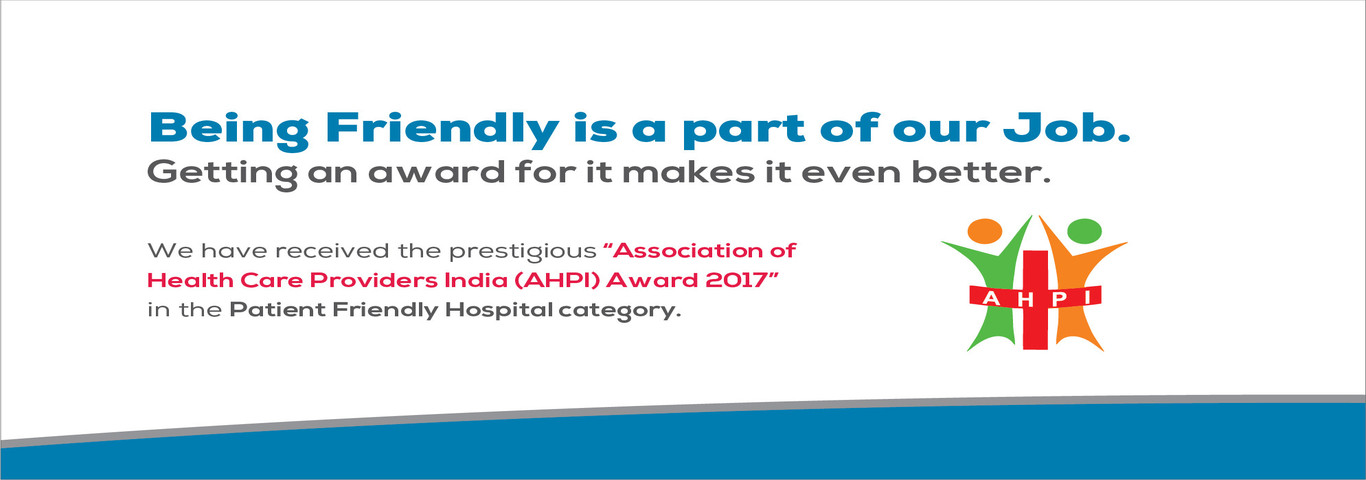 Being Friendly is a part of our Job.
Getting an award for it makes it even better.
We have received the prestigious “Association of
Health Care Providers India (AHPI) Award 2017”
in the Patient Friendly Hospital category.
AHPI